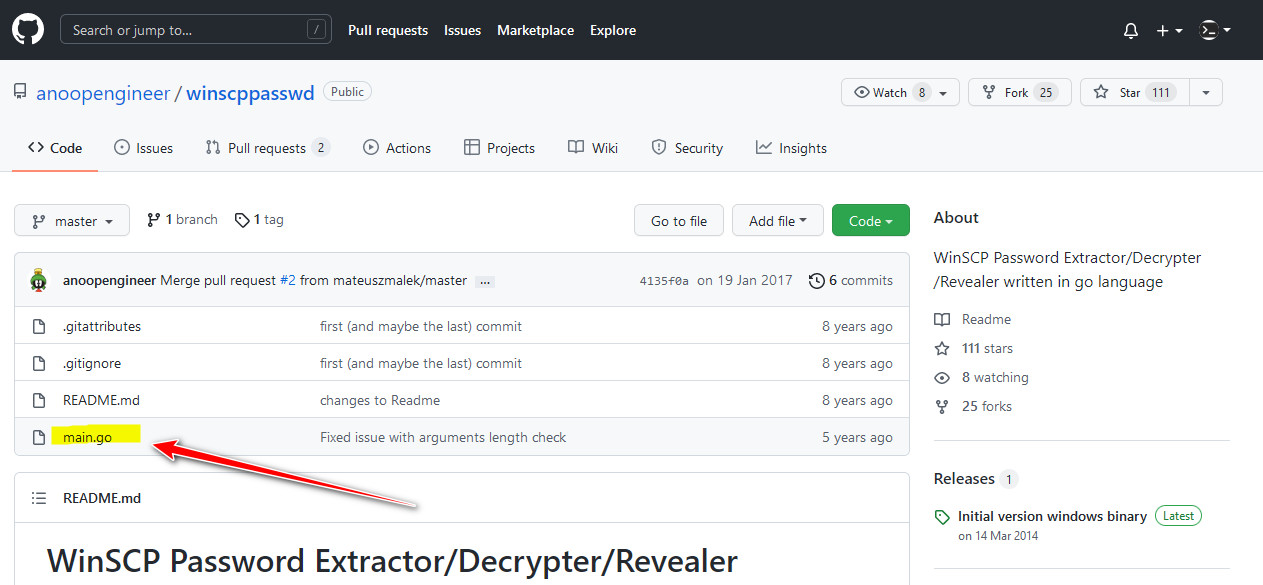 Search or jump to... / Pull requests Issues Marketplace Explore
anoopengineer / winscppasswd Public Watch 8 Fork 25 Star 111
Code Issues Pull requests 2 Actions Projects Wiki Security Insights
master 1 branch 1 tag Go to file Add file Code
anoopengineer Merge pull request #2 from mateuszmalek/master ... 4135f0a on 19 Jan 2017 6 commits
.gitattributes first (and maybe the last) commit 8 years ago
.gitignore first (and maybe the last) commit 8 years ago
README.md changes to Readme 8 years ago
main.go Fixed issue with arguments length check 5 years ago
README.md
WinSCP Password Extractor/Decrypter/Revealer
About
WinSCP Password Extractor/Decrypter
/Revealer written in go language
Readme
111 stars
8 watching
25 forks
Releases 1
Initial version windows binary Latest
on 14 Mar 2014